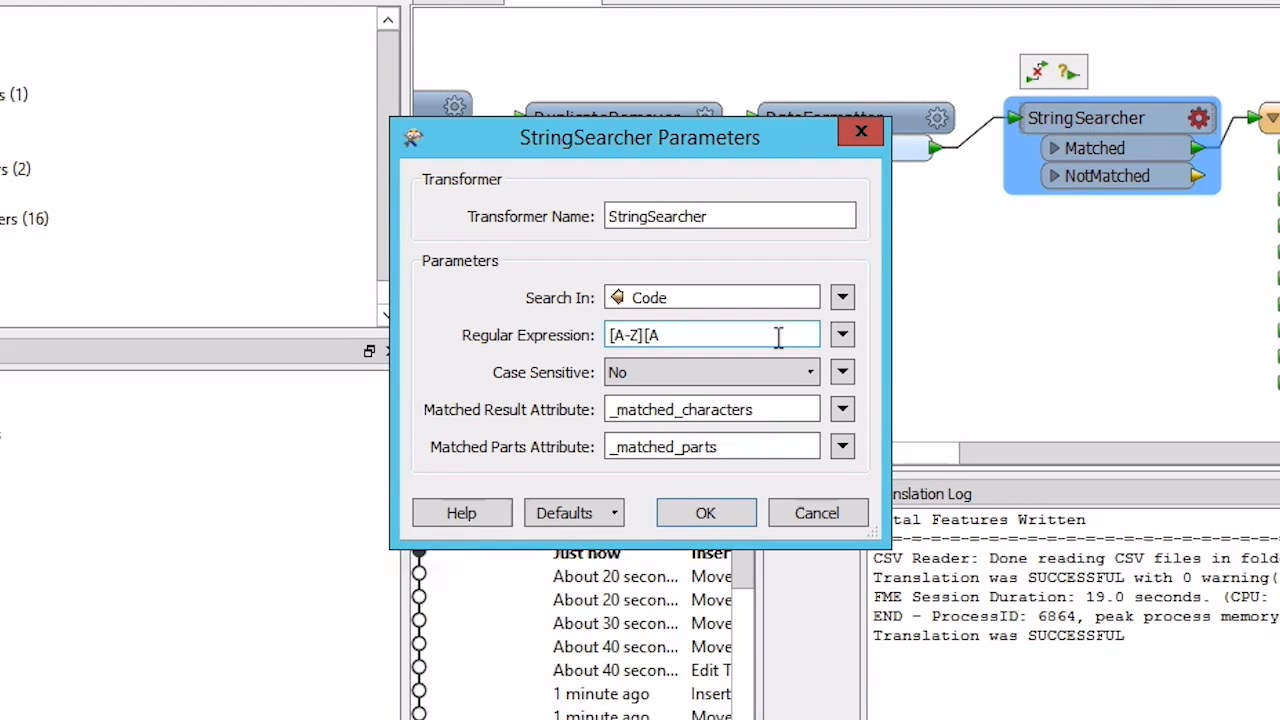 s (1)
rs (2)
ers (16)
StringSearcher
Matched
NotMatched
StringSearcher Parameters
X
Transformer
Transformer Name: StringSearcher
Parameters
Search In: Code
Regular Expression: [A-Z][A
Case Sensitive: No
Matched Result Attribute: _matched_characters
Matched Parts Attribute: _matched_parts
Help
Defaults
OK
Cancel
Just now Inser
About 20 secon... Move
About 20 secon... Move
About 30 secon... Move
About 40 secon... Move
About 40 secon... Edit T
1 minute ago Insert
1 minute ago Move
nslation Log
tal Features Written
=-=-=-=-=-=-=-=-=-=-=-=-=-=-=-=-=-=-=-=-=-
CSV Reader: Done reading CSV files in fold
Translation was SUCCESSFUL with 0 warning(
FME Session Duration: 19.0 seconds. (CPU:
END - ProcessID: 6864, peak process memory
Translation was SUCCESSFUL